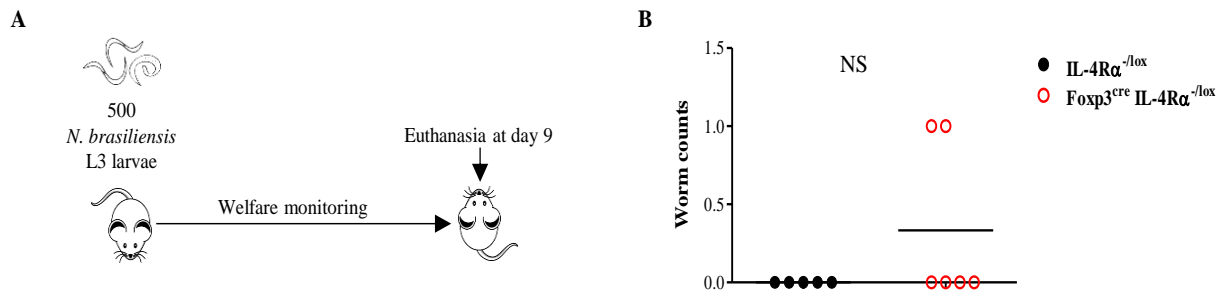 A
500
N. brasiliensis
L3 larvae
Welfare monitoring
Euthanasia at day 9
B
Worm counts
1.5
1.0
0.5
0.0
NS
IL-4Rα-/lox
Foxp3cre IL-4Rα-/lox